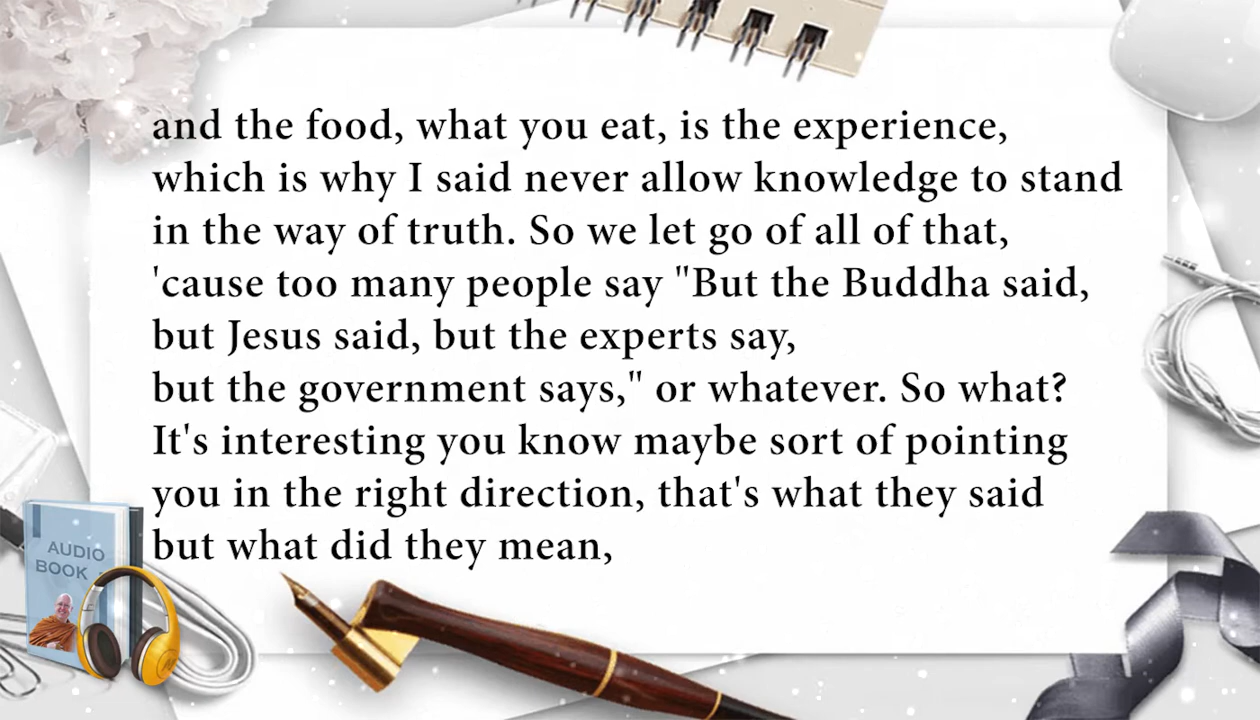 and the food, what you eat, is the experience,
which is why I said never allow knowledge to stand
in the way of truth. So we let go of all of that,
'cause too many people say "But the Buddha said,
but Jesus said, but the experts say,
but the government says," or whatever. So what?
It's interesting you know maybe sort of pointing
you in the right direction, that's what they said
but what did they mean,
AUDIO
BOOK